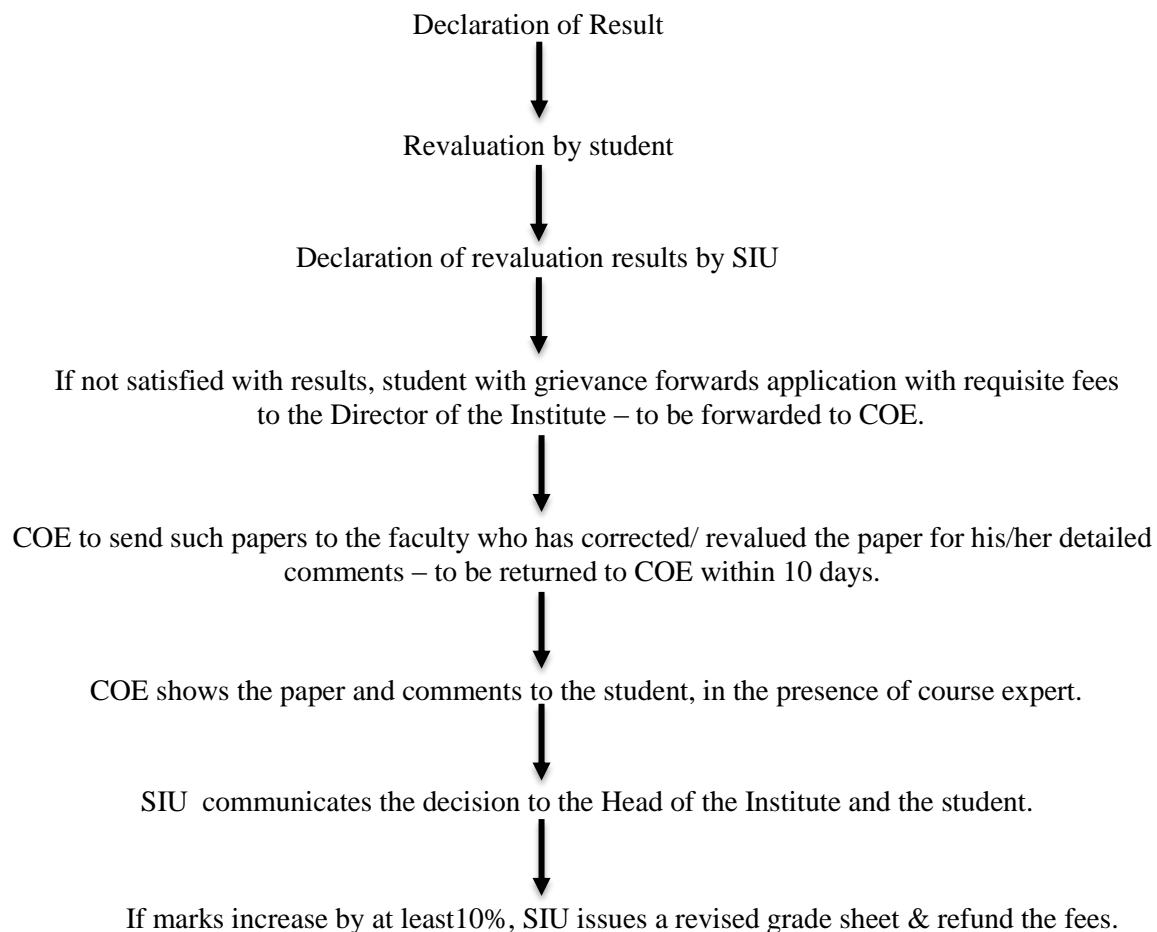 Declaration of Result
Revaluation by student
Declaration of revaluation results by SIU
If not satisfied with results, student with grievance forwards application with requisite fees
to the Director of the Institute – to be forwarded to COE.
COE to send such papers to the faculty who has corrected/ revalued the paper for his/her detailed
comments – to be returned to COE within 10 days.
COE shows the paper and comments to the student, in the presence of course expert.
SIU communicates the decision to the Head of the Institute and the student.
If marks increase by at least10%, SIU issues a revised grade sheet & refund the fees.